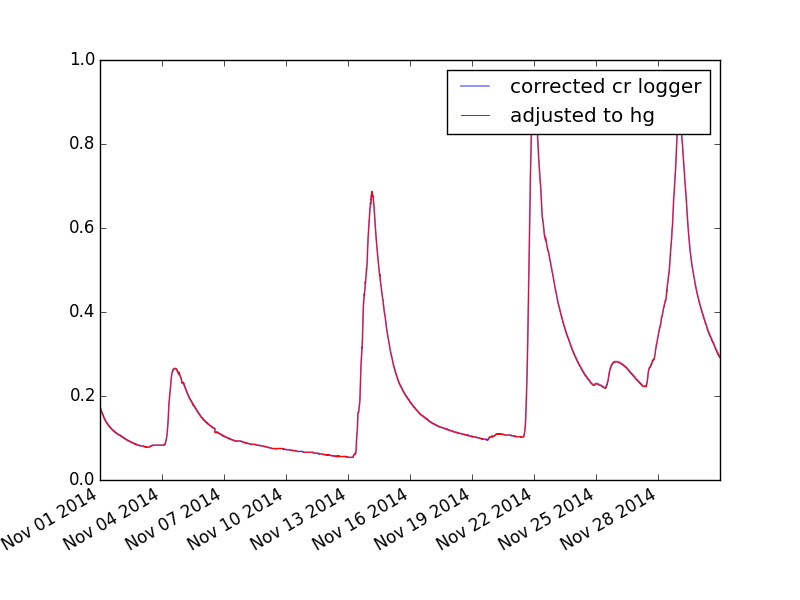 1.0
corrected cr logger
adjusted to hg
0.8
0.6
0.4
0.2
0.0
Nov 01 2014
Nov 04 2014
Nov 07 2014
Nov 10 2014
Nov 13 2014
Nov 16 2014
Nov 19 2014
Nov 22 2014
Nov 25 2014
Nov 28 2014